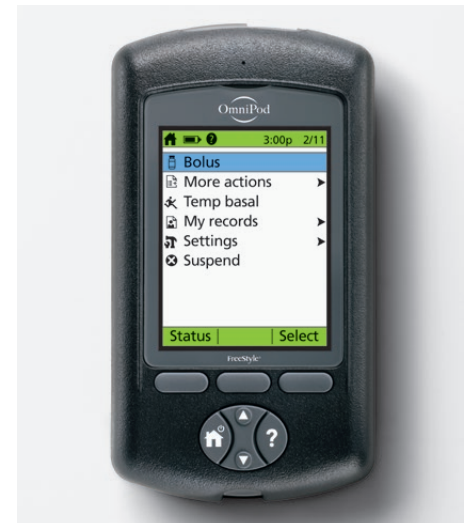 OmniPod
3:00p 2/11
Bolus
More actions
Temp basal
My records
Settings
Suspend
Status | Select
FreeStyle
?